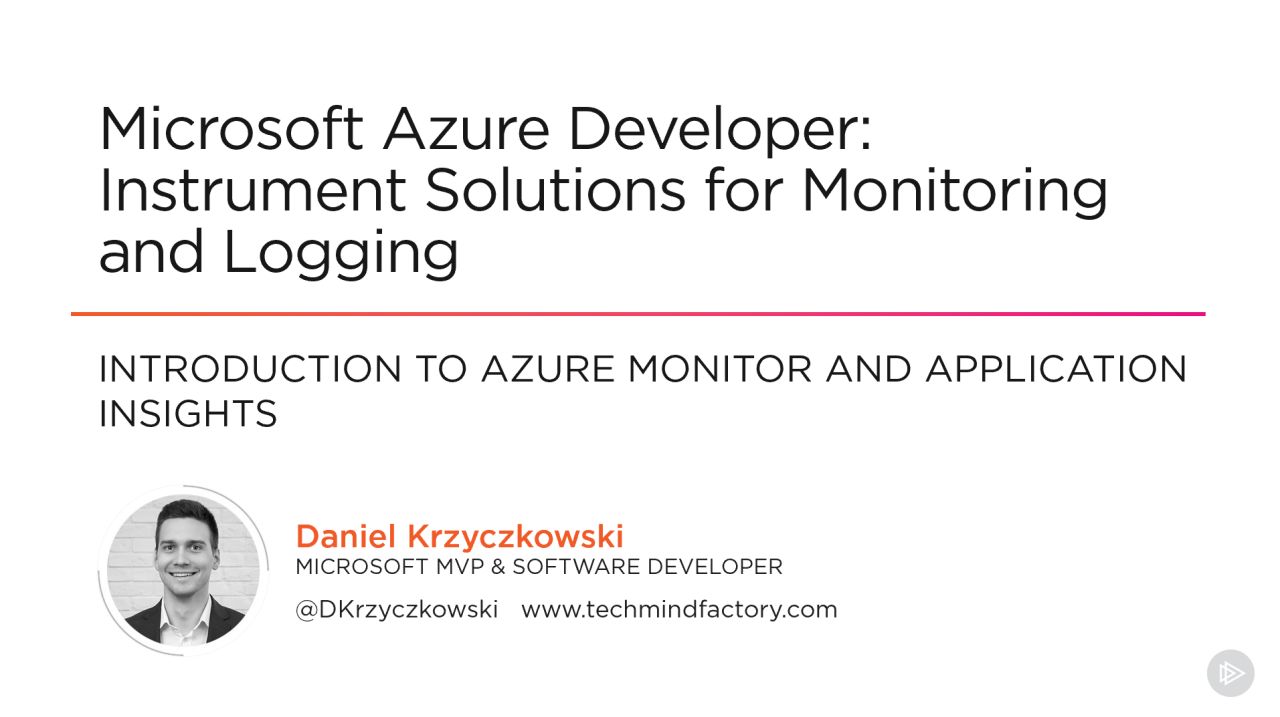 Microsoft Azure Developer:
Instrument Solutions for Monitoring
and Logging
INTRODUCTION TO AZURE MONITOR AND APPLICATION
INSIGHTS
Daniel Krzyczkowski
MICROSOFT MVP & SOFTWARE DEVELOPER
@DKrzyczkowski www.techmindfactory.com